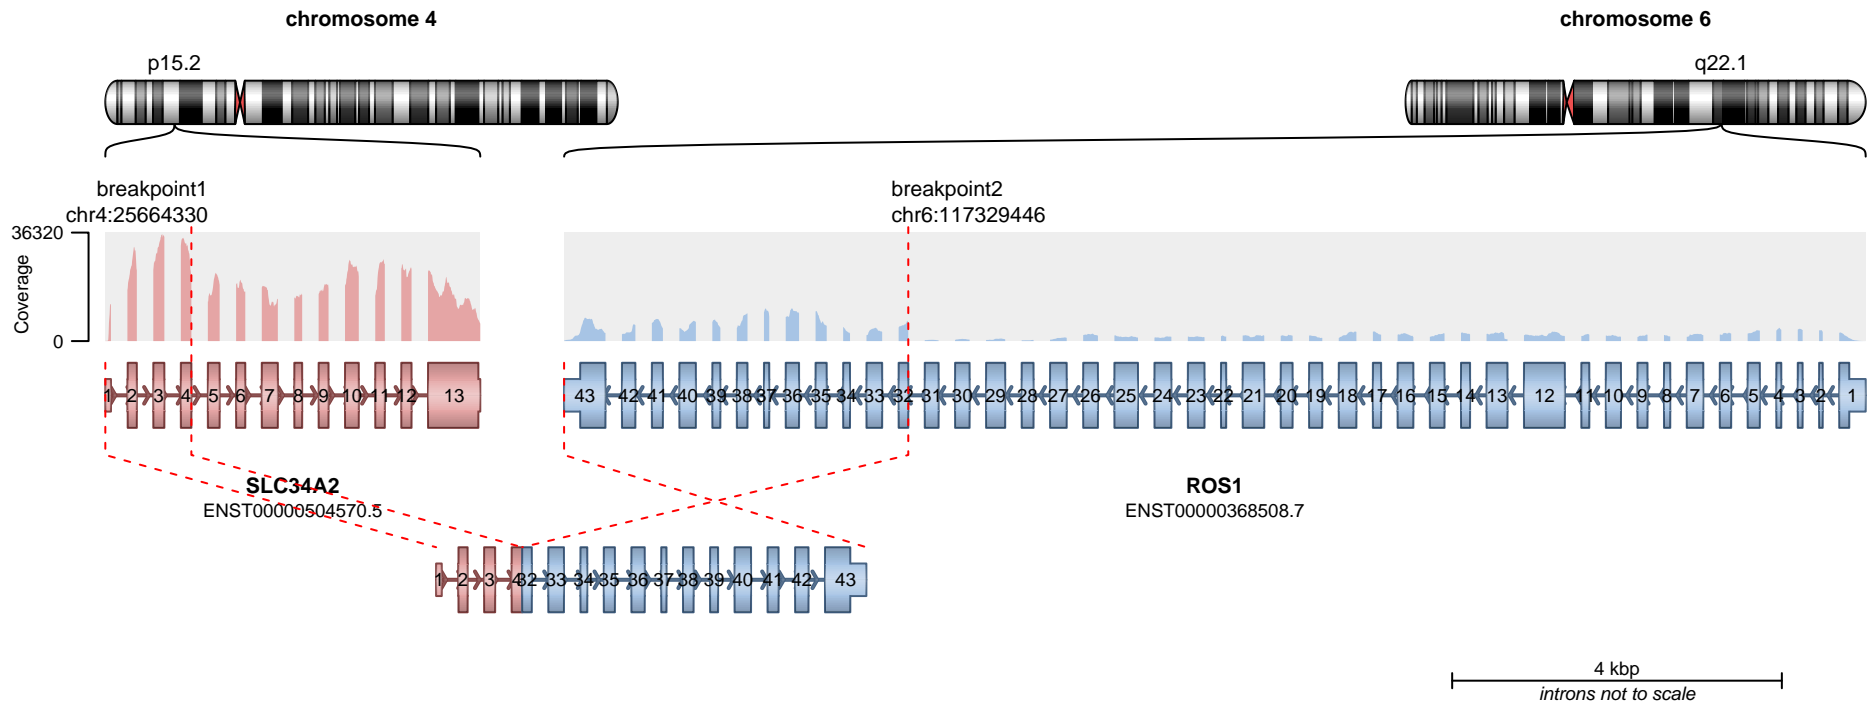 chromosome 4
chromosome 6
p15.2
q22.1
breakpoint1
chr4:25664330
breakpoint2
chr6:117329446
36320
Coverage
0
1 2 3 4 5 6 7 8 9 10 11 12 13
43 42 41 40 39 38 37 36 35 34 33 32 31 30 29 28 27 26 25 24 23 22 21 20 19 18 17 16 15 14 13 12 11 10 9 8 7 6 5 4 3 2 1
SLC34A2
ENST00000504570.5
ROS1
ENST00000368508.7
1 2 3 4 32 33 34 35 36 37 38 39 40 41 42 43
4 kbp
introns not to scale